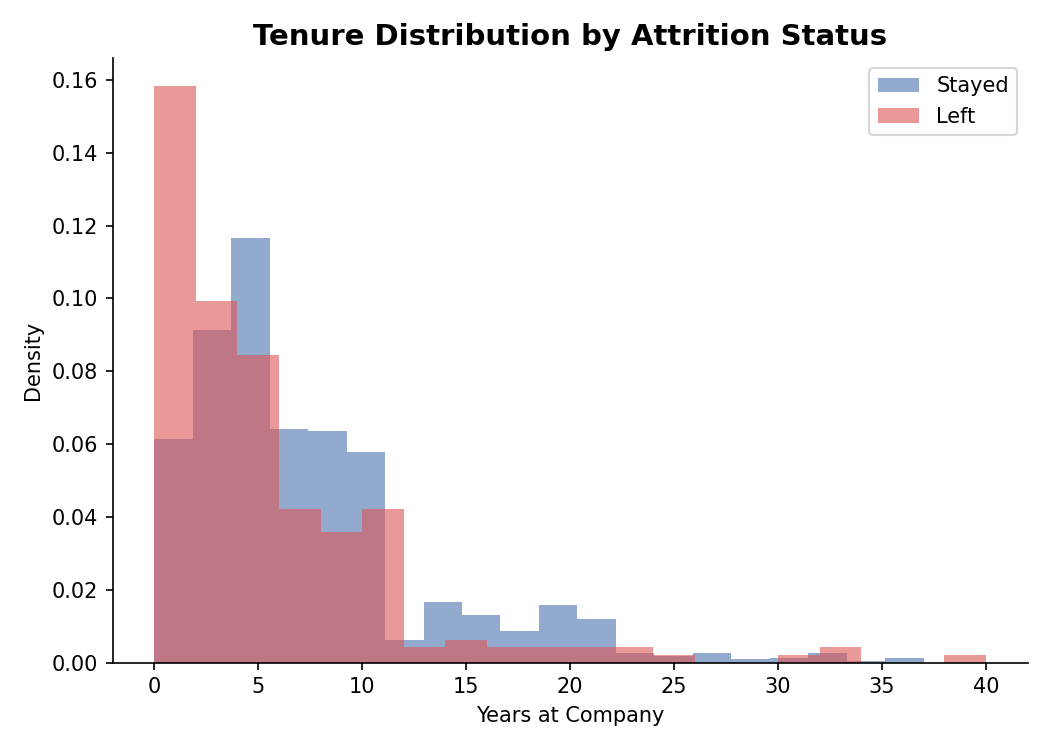 Tenure Distribution by Attrition Status
Stayed
Left
Density
0.16
0.14
0.12
0.10
0.08
0.06
0.04
0.02
0.00
0 5 10 15 20 25 30 35 40
Years at Company